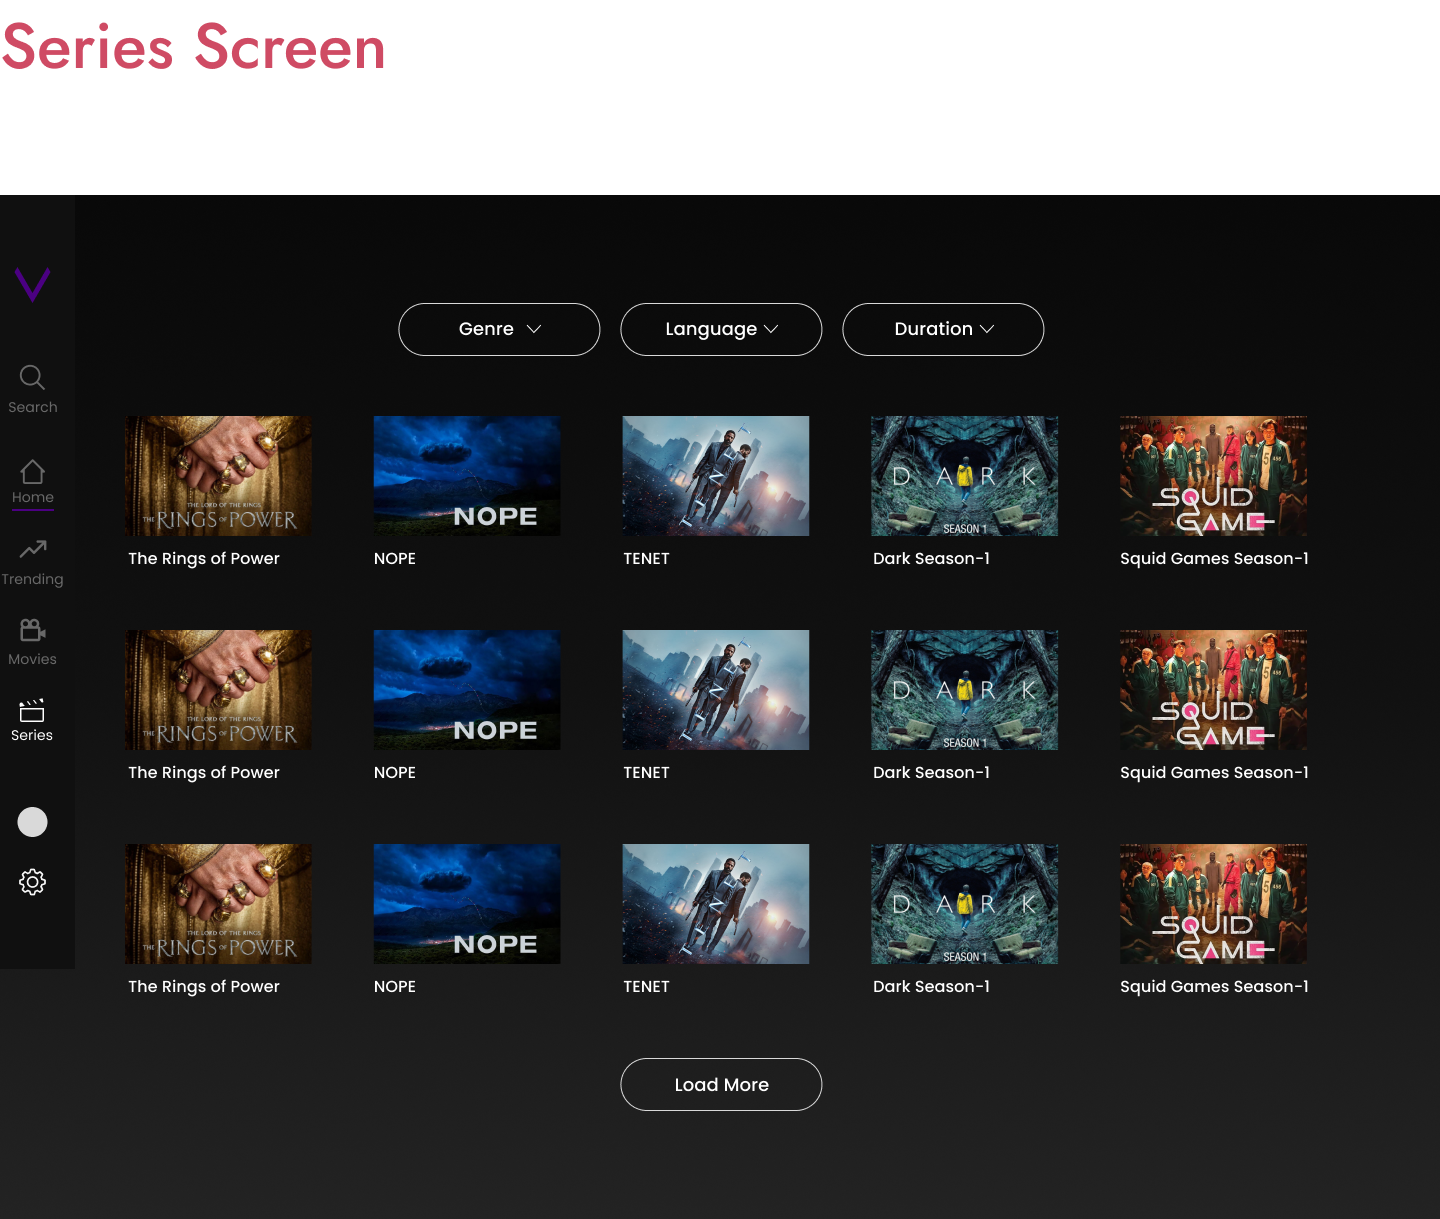 Series Screen
Genre
Language
Duration
Search
Home
Trending
Movies
Series
THE LORD OF THE RINGS
THE RINGS OF POWER
NOPE
TENET
DARK
SEASON 1
SQUID
GAME
The Rings of Power
NOPE
TENET
Dark Season-1
Squid Games Season-1
THE LORD OF THE RINGS
THE RINGS OF POWER
NOPE
TENET
DARK
SEASON 1
SQUID
GAME
The Rings of Power
NOPE
TENET
Dark Season-1
Squid Games Season-1
THE LORD OF THE RINGS
THE RINGS OF POWER
NOPE
TENET
DARK
SEASON 1
SQUID
GAME
The Rings of Power
NOPE
TENET
Dark Season-1
Squid Games Season-1
Load More